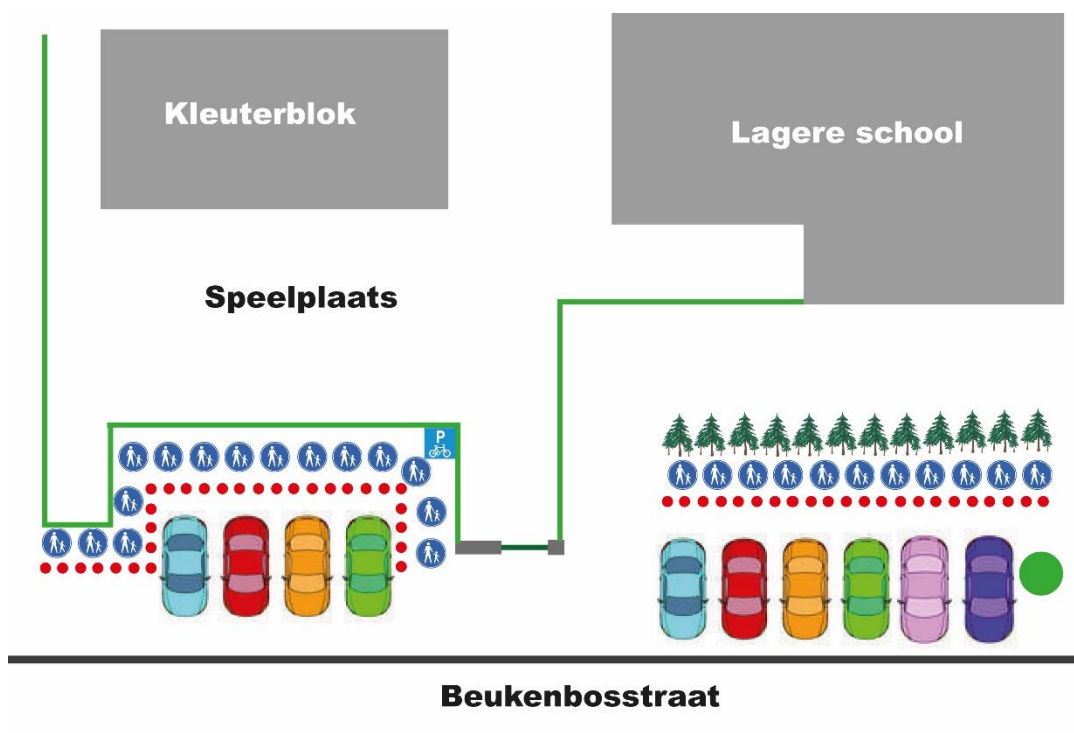 Kleuterblok
Lagere school
Speelplaats
P
Beukenbosstraat